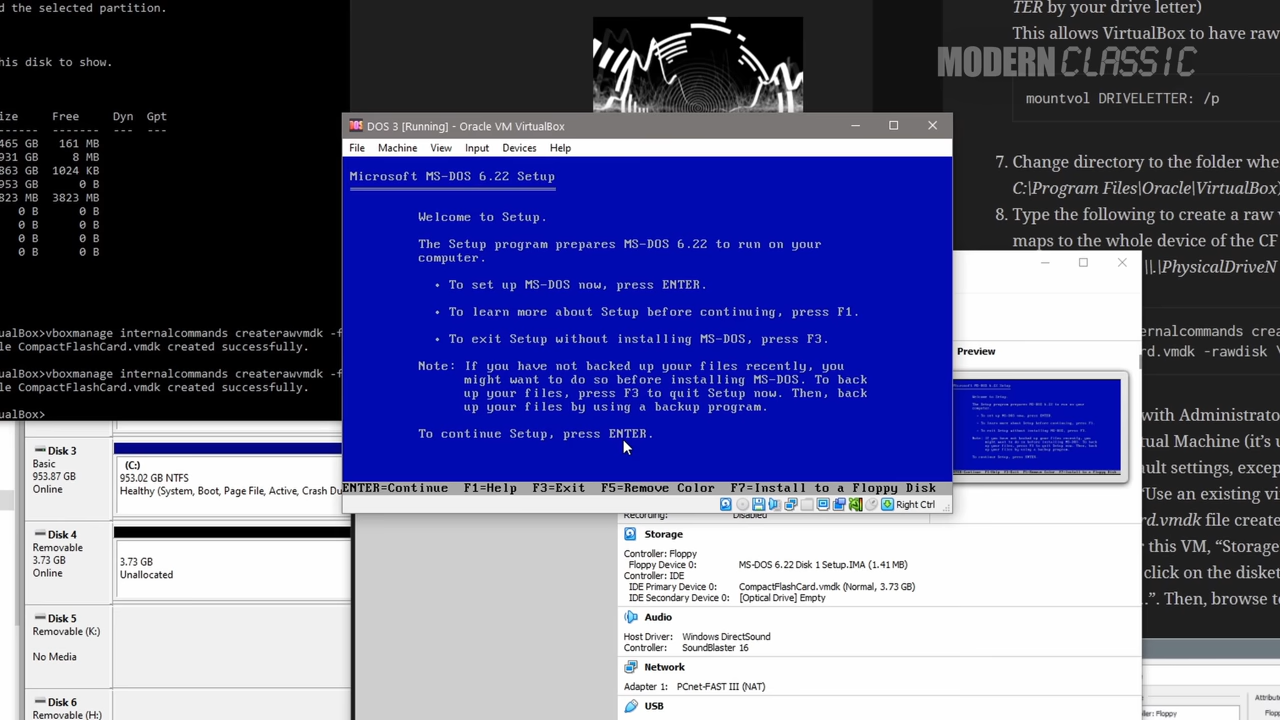 d the selected partition.
his disk to show.
ize Free Dyn Gpt
465 GB 161 MB
931 GB 8 MB
863 GB 1024 KB
953 GB 0 B
823 MB 3823 MB
0 B 0 B
0 B 0 B
0 B 0 B
0 B 0 B
ualBox>vboxmanage internalcommands createrawvmdk -f
le CompactFlashCard.vmdk created successfully.
ualBox>vboxmanage internalcommands createrawvmdk -f
le CompactFlashCard.vmdk created successfully.
ualBox>
TER by your drive letter)
This allows VirtualBox to have raw
MODERN CLASSIC
mountvol DRIVELETTER: /p
7. Change directory to the folder whe
C:\Program Files\Oracle\VirtualBox)
8. Type the following to create a raw v
maps to the whole device of the CF
\\.\PhysicalDriveN
DOS 3 [Running] - Oracle VM VirtualBox
File Machine View Input Devices Help
Microsoft MS-DOS 6.22 Setup
Welcome to Setup.
The Setup program prepares MS-DOS 6.22 to run on your
computer.
• To set up MS-DOS now, press ENTER.
• To learn more about Setup before continuing, press F1.
• To exit Setup without installing MS-DOS, press F3.
Note: If you have not backed up your files recently, you
might want to do so before installing MS-DOS. To back
up your files, press F3 to quit Setup now. Then, back
up your files by using a backup program.
To continue Setup, press ENTER.
ENTER=Continue F1=Help F3=Exit F5=Remove Color F7=Install to a Floppy Disk
Right Ctrl
Preview
ternalcommands crea
rd.vmdk -rawdisk \
with Administrato
tual Machine (it's
ult settings, excep
"Use an existing vi
rd.vmdk file create
r this VM, "Storage
click on the disket
..". Then, browse to
Disk 3
Basic
953.87 GB
Online
(C:)
953.02 GB NTFS
Healthy (System, Boot, Page File, Active, Crash Du
Disk 4
Removable
3.73 GB
Online
3.73 GB
Unallocated
Disk 5
Removable (K:)
No Media
Disk 6
Removable (H:)
Recording: Disabled
Storage
Controller: Floppy
Floppy Device 0: MS-DOS 6.22 Disk 1 Setup.IMA (1.41 MB)
Controller: IDE
IDE Primary Device 0: CompactFlashCard.vmdk (Normal, 3.73 GB)
IDE Secondary Device 0: [Optical Drive] Empty
Audio
Host Driver: Windows DirectSound
Controller: SoundBlaster 16
Network
Adapter 1: PCnet-FAST III (NAT)
USB
Attribute
Controller: Floppy